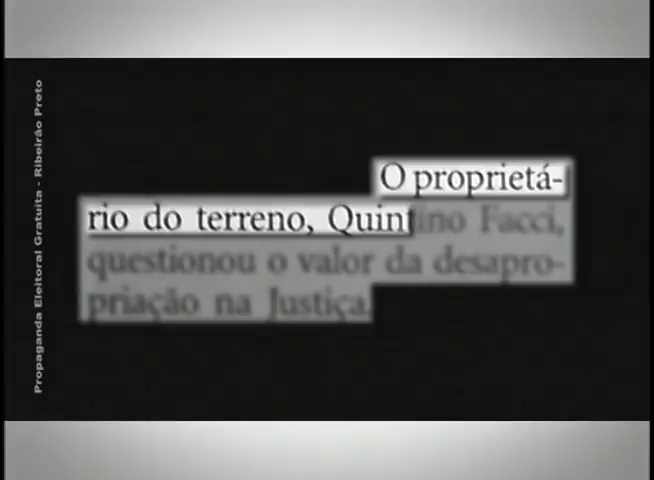 Propaganda Eleitoral Gratuita - Ribeirão Preto
O proprietá-
rio do terreno, Quintino Facci,
questionou o valor da desapro-
priação na Justiça.